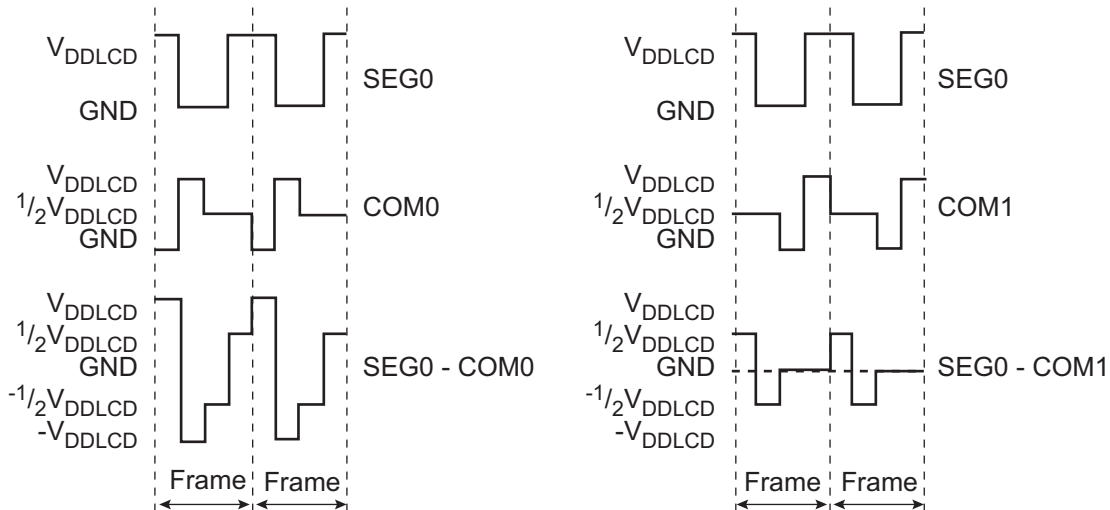 VDDLCD
GND
SEG0
VDDLCD
1/2VDDLCD
GND
COM0
VDDLCD
1/2VDDLCD
GND
-1/2VDDLCD
-VDDLCD
SEG0 - COM0
Frame Frame
VDDLCD
GND
SEG0
VDDLCD
1/2VDDLCD
GND
COM1
VDDLCD
1/2VDDLCD
GND
-1/2VDDLCD
-VDDLCD
SEG0 - COM1
Frame Frame